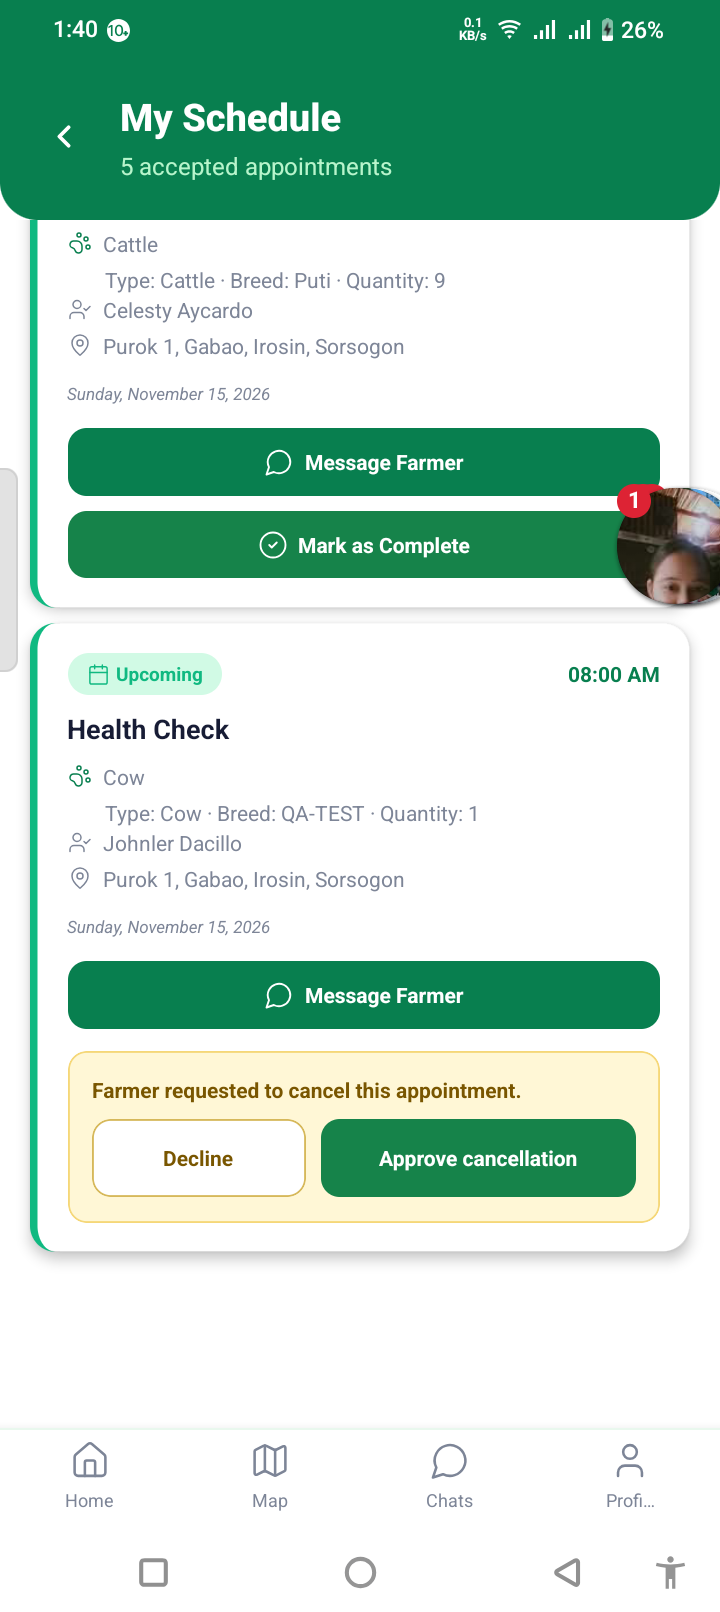 1:40
10
0.1
KB/s
26%
My Schedule
5 accepted appointments
Cattle
Type: Cattle · Breed: Puti · Quantity: 9
Celesty Aycardo
Purok 1, Gabao, Irosin, Sorsogon
Sunday, November 15, 2026
Message Farmer
1
Mark as Complete
Upcoming
08:00 AM
Health Check
Cow
Type: Cow · Breed: QA-TEST · Quantity: 1
Johnler Dacillo
Purok 1, Gabao, Irosin, Sorsogon
Sunday, November 15, 2026
Message Farmer
Farmer requested to cancel this appointment.
Decline
Approve cancellation
Home
Map
Chats
Profi...